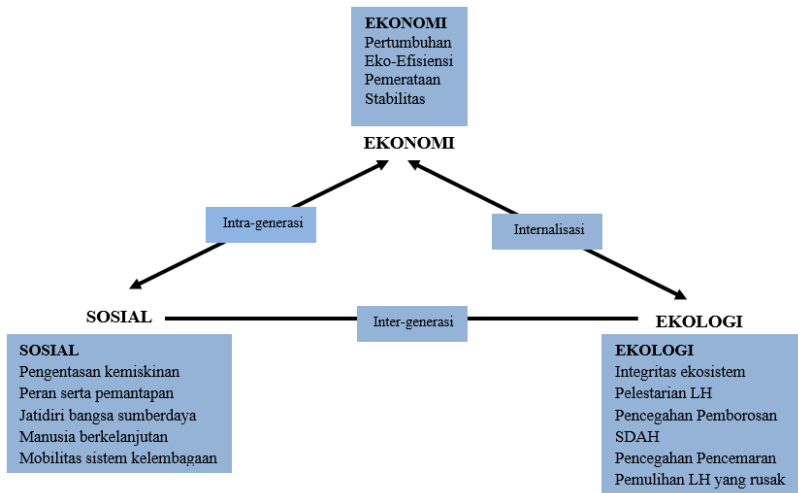 EKONOMI
Pertumbuhan
Eko-Efisiensi
Pemerataan
Stabilitas
EKONOMI
Intra-generasi
Internalisasi
SOSIAL
Inter-generasi
EKOLOGI
SOSIAL
Pengentasan kemiskinan
Peran serta pemantapan
Jatidiri bangsa sumberdaya
Manusia berkelanjutan
Mobilitas sistem kelembagaan
EKOLOGI
Integritas ekosistem
Pelestarian LH
Pencegahan Pemborosan
SDAH
Pencegahan Pencemaran
Pemulihan LH yang rusak